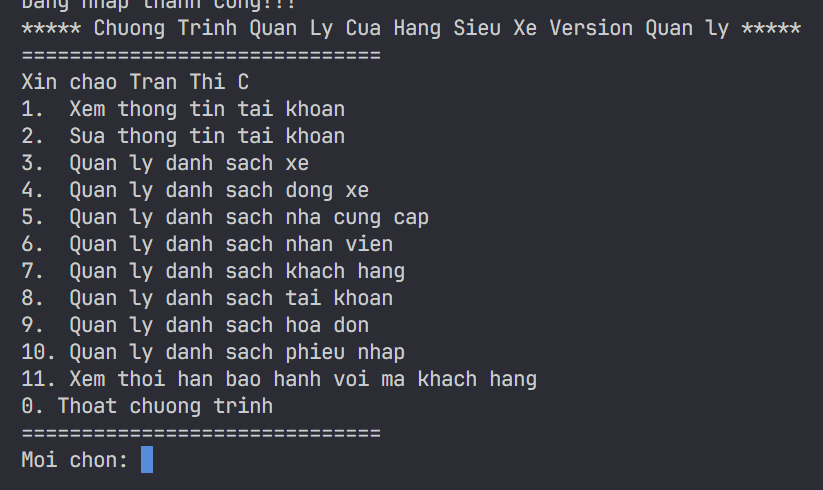 Dang nhap thanh cong!!!
***** Chuong Trinh Quan Ly Cua Hang Sieu Xe Version Quan ly *****
==============================
Xin chao Tran Thi C
1.  Xem thong tin tai khoan
2.  Sua thong tin tai khoan
3.  Quan ly danh sach xe
4.  Quan ly danh sach dong xe
5.  Quan ly danh sach nha cung cap
6.  Quan ly danh sach nhan vien
7.  Quan ly danh sach khach hang
8.  Quan ly danh sach tai khoan
9.  Quan ly danh sach hoa don
10. Quan ly danh sach phieu nhap
11. Xem thoi han bao hanh voi ma khach hang
0. Thoat chuong trinh
==============================
Moi chon: